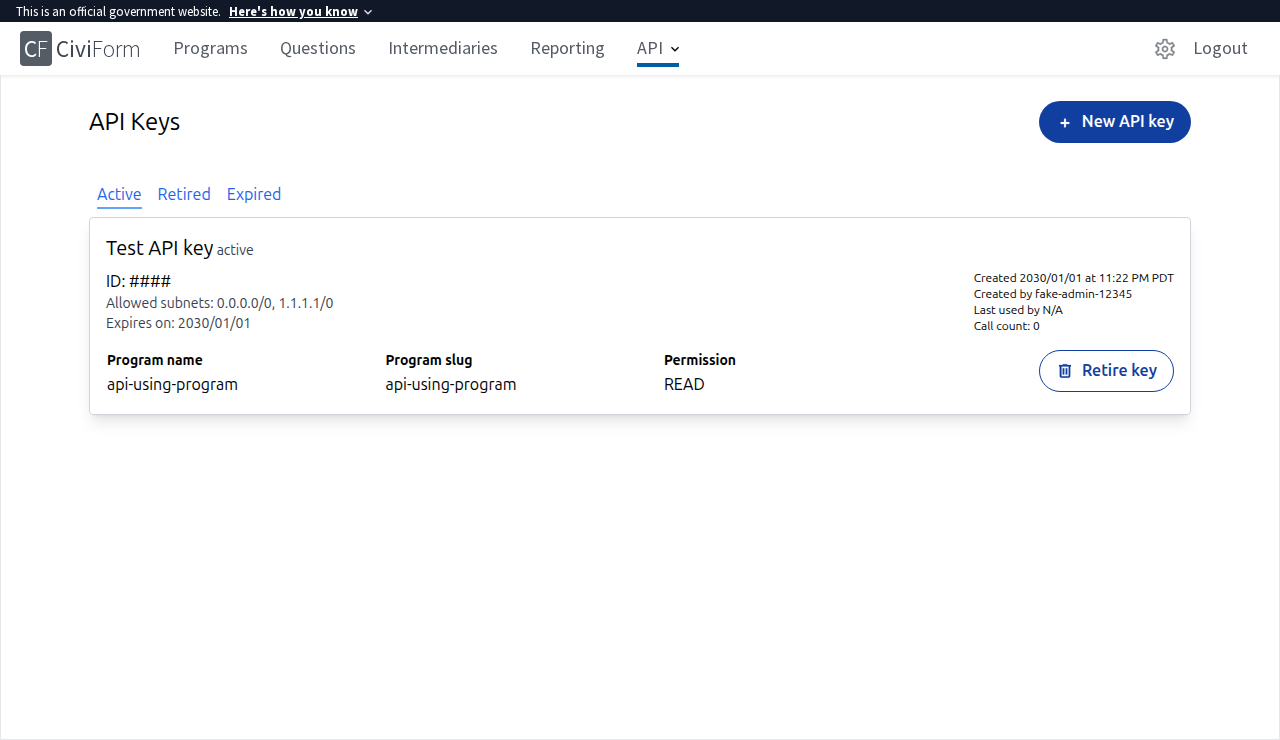 This is an official government website. Here's how you know
CF CiviForm Programs Questions Intermediaries Reporting API Logout
API Keys
+ New API key
Active Retired Expired
Test API key active
ID: ####
Allowed subnets: 0.0.0.0/0, 1.1.1.1/0
Expires on: 2030/01/01
Created 2030/01/01 at 11:22 PM PDT
Created by fake-admin-12345
Last used by N/A
Call count: 0
Program name Program slug Permission
api-using-program api-using-program READ
Retire key